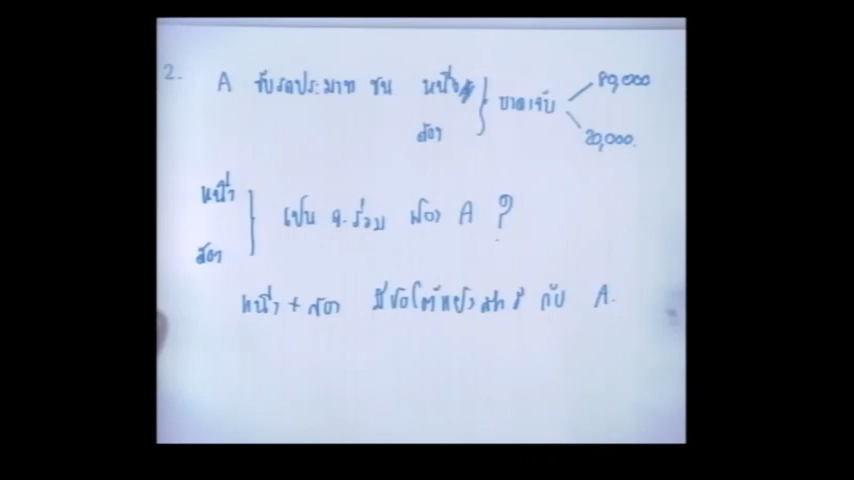 2. A ขับรถประมาท ชน หนึ่ง บาดเจ็บ 80,000
สอง 20,000.
หนึ่ง
เป็น จ.ร่วม ฟ้อง A ?
สอง
หนึ่ง + สอง มีข้อโต้แย้งสิทธิ กับ A.